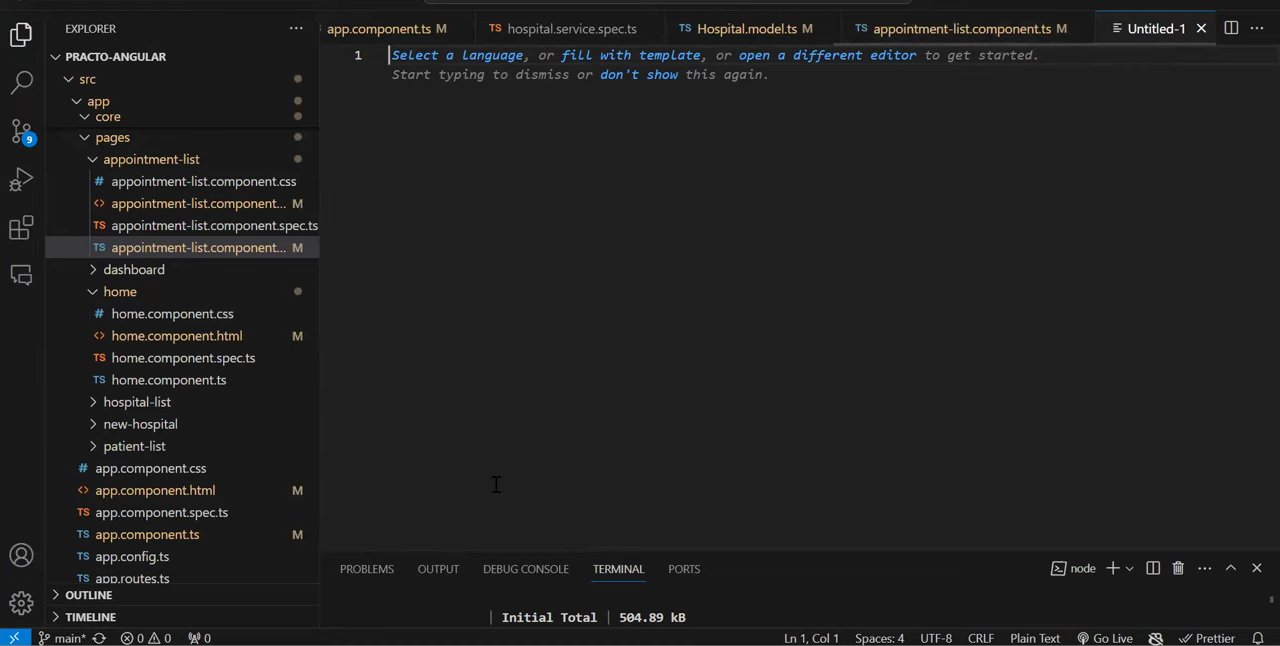 EXPLORER
app.component.ts M
hospital.service.spec.ts
Hospital.model.ts M
appointment-list.component.ts M
Untitled-1
PRACTO-ANGULAR
src
app
core
pages
appointment-list
appointment-list.component.css
appointment-list.component... M
appointment-list.component.spec.ts
appointment-list.component... M
dashboard
home
home.component.css
home.component.html M
home.component.spec.ts
home.component.ts
hospital-list
new-hospital
patient-list
app.component.css
app.component.html M
app.component.spec.ts
app.component.ts M
app.config.ts
app.routes.ts
OUTLINE
TIMELINE
9
1
Select a language, or fill with template, or open a different editor to get started.
Start typing to dismiss or don't show this again.
PROBLEMS OUTPUT DEBUG CONSOLE TERMINAL PORTS
node
| Initial Total | 504.89 kB
main* 0 0 0 Ln 1, Col 1 Spaces: 4 UTF-8 CRLF Plain Text Go Live Prettier